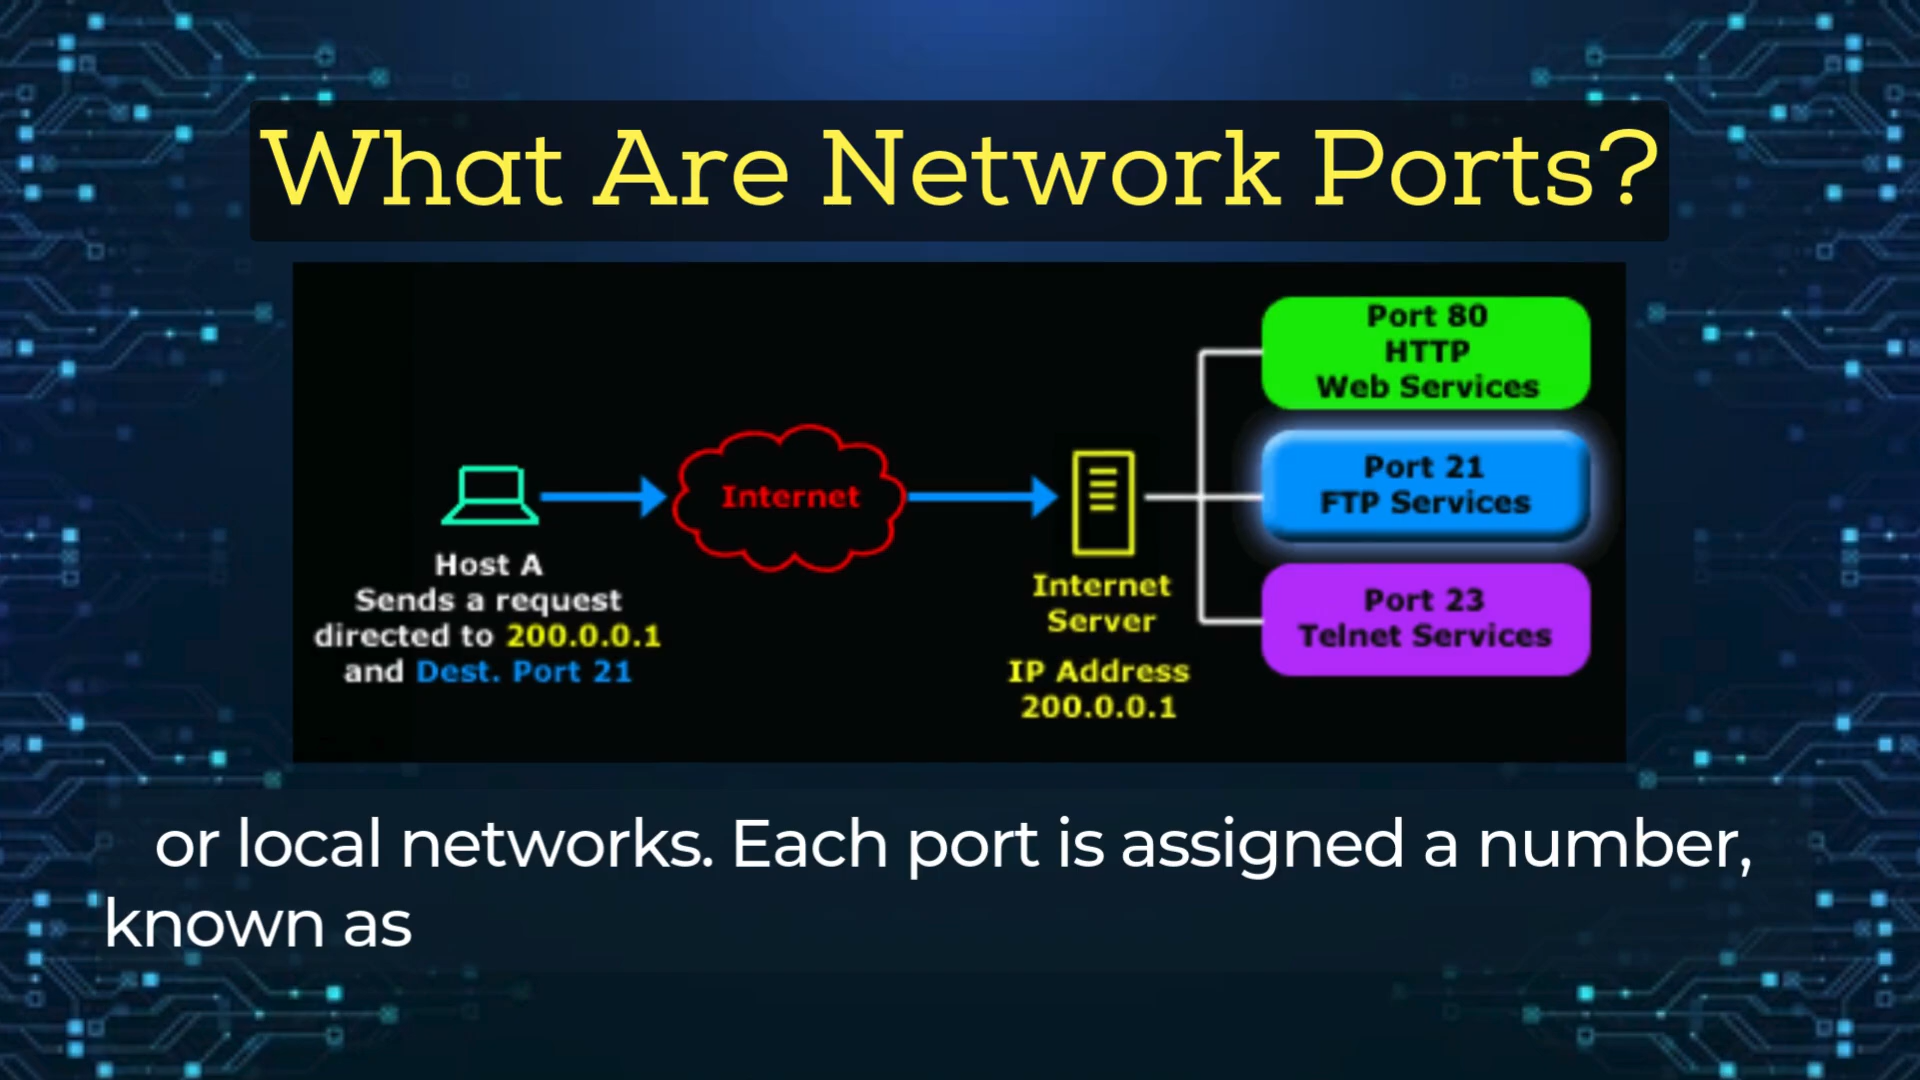 What Are Network Ports?
Port 80
HTTP
Web Services
Port 21
FTP Services
Internet
Host A
Sends a request
directed to 200.0.0.1
and Dest. Port 21
Internet
Server
IP Address
200.0.0.1
Port 23
Telnet Services
or local networks. Each port is assigned a number,
known as